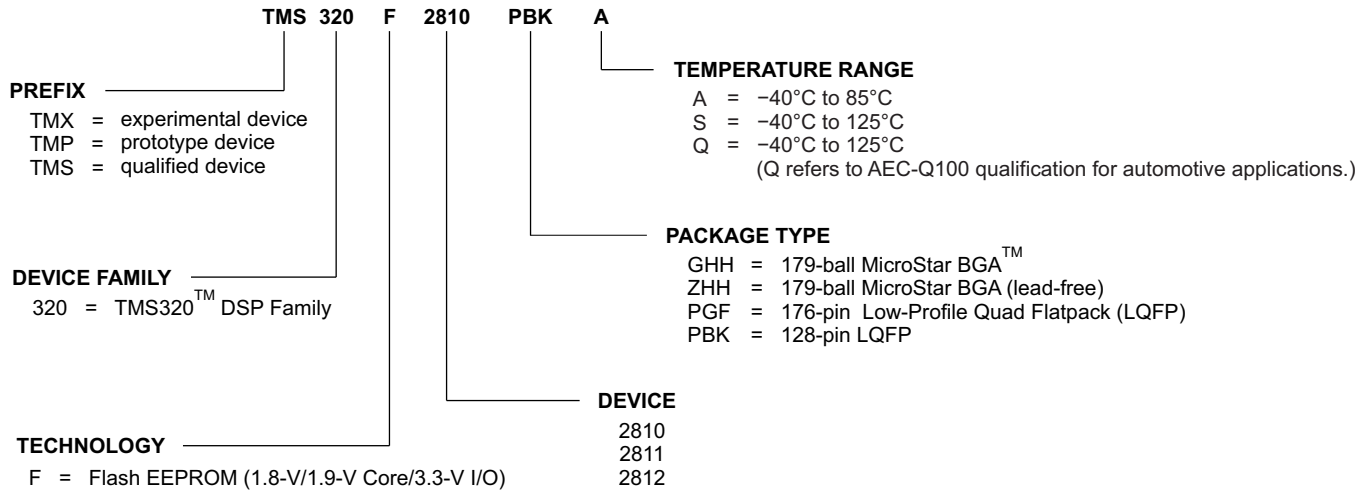 TMS 320 F 2810 PBK A
PREFIX
TMX = experimental device
TMP = prototype device
TMS = qualified device
TEMPERATURE RANGE
A = −40°C to 85°C
S = −40°C to 125°C
Q = −40°C to 125°C
(Q refers to AEC-Q100 qualification for automotive applications.)
PACKAGE TYPE
GHH = 179-ball MicroStar BGA™
ZHH = 179-ball MicroStar BGA (lead-free)
PGF = 176-pin Low-Profile Quad Flatpack (LQFP)
PBK = 128-pin LQFP
DEVICE FAMILY
320 = TMS320™ DSP Family
DEVICE
2810
2811
2812
TECHNOLOGY
F = Flash EEPROM (1.8-V/1.9-V Core/3.3-V I/O)